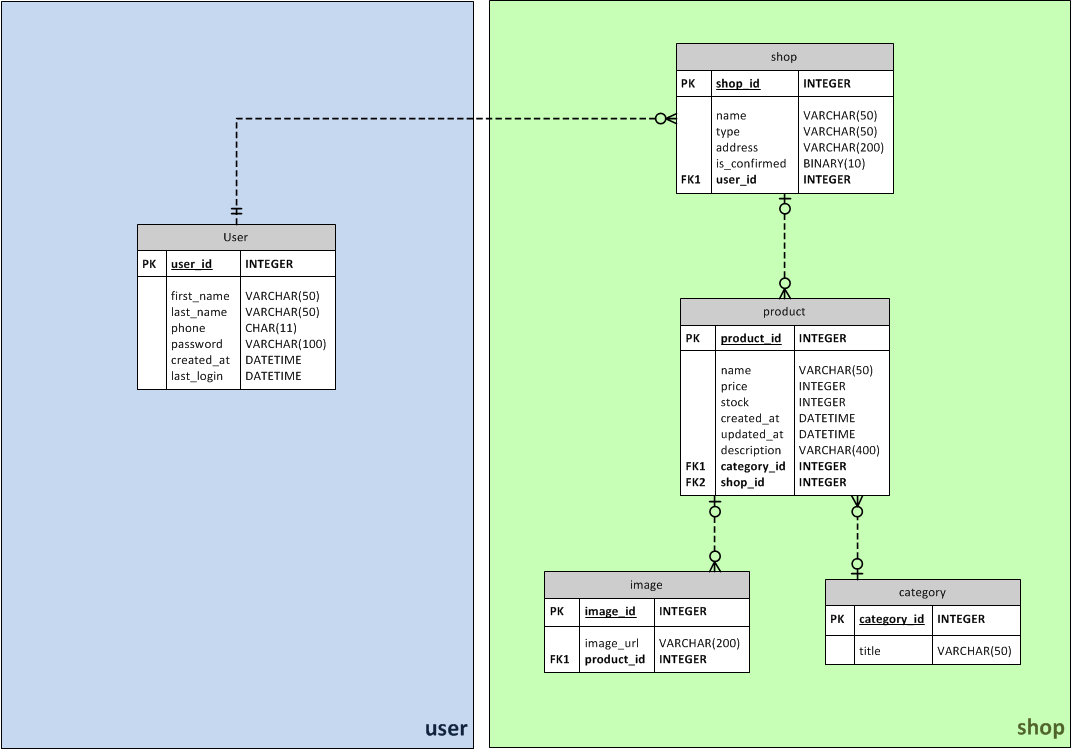 shop
PK shop_id INTEGER
name VARCHAR(50)
type VARCHAR(50)
address VARCHAR(200)
is_confirmed BINARY(10)
FK1 user_id INTEGER
User
PK user_id INTEGER
first_name VARCHAR(50)
last_name VARCHAR(50)
phone CHAR(11)
password VARCHAR(100)
created_at DATETIME
last_login DATETIME
product
PK product_id INTEGER
name VARCHAR(50)
price INTEGER
stock INTEGER
created_at DATETIME
updated_at DATETIME
description VARCHAR(400)
FK1 category_id INTEGER
FK2 shop_id INTEGER
image
PK image_id INTEGER
image_url VARCHAR(200)
FK1 product_id INTEGER
category
PK category_id INTEGER
title VARCHAR(50)
user
shop